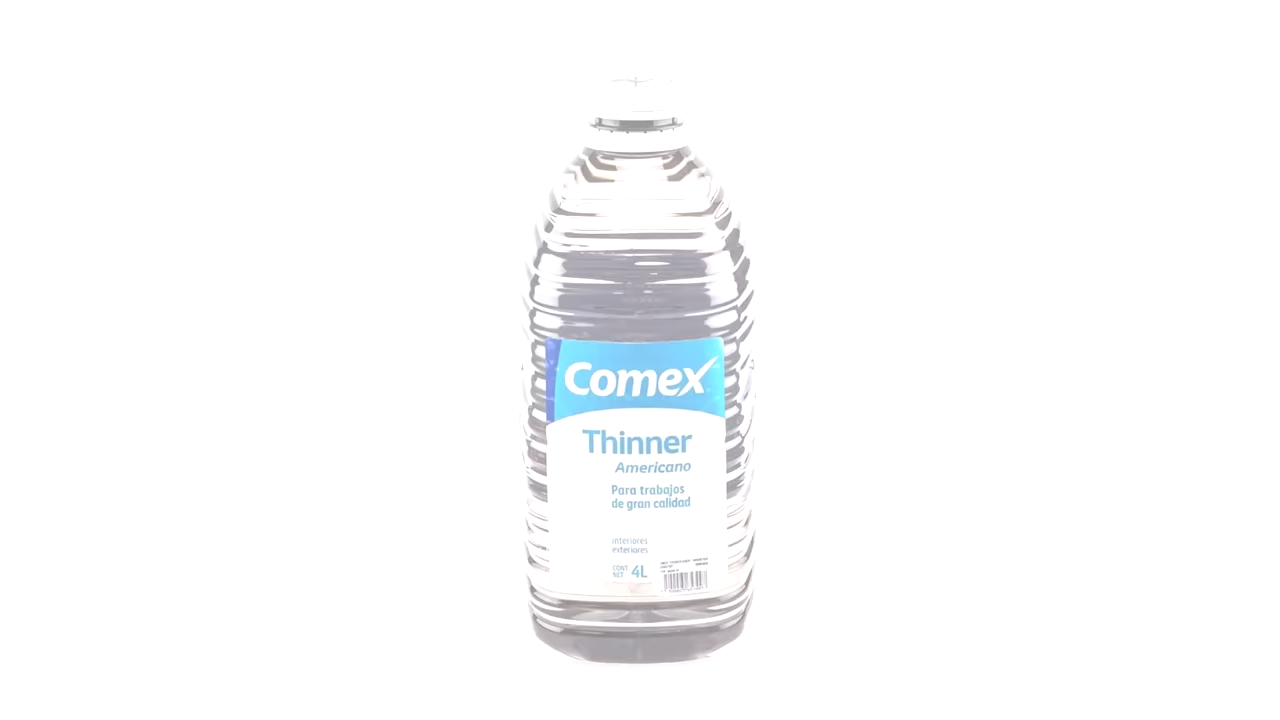 Comex
Thinner
Americano
Para trabajos
de gran calidad
interiores
exteriores
CONT
NET 4L